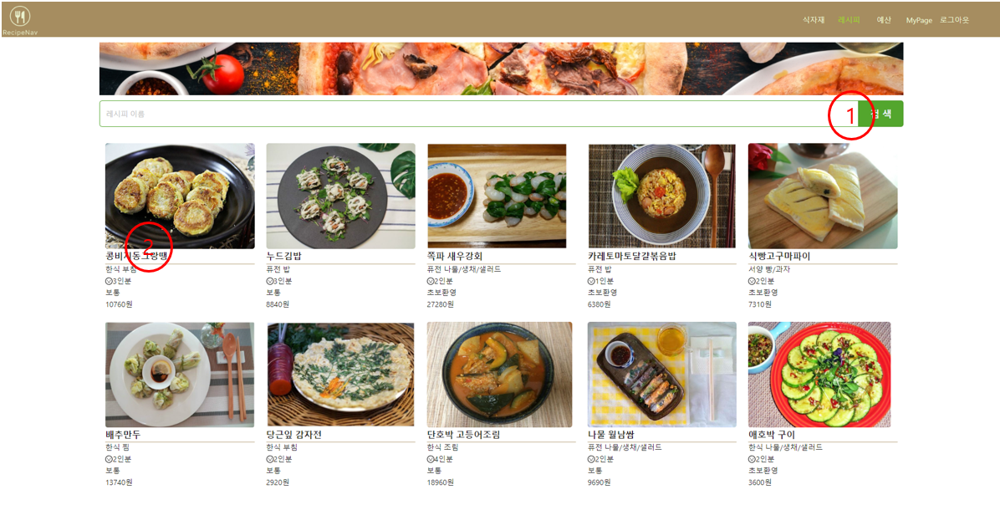 RecipeNav
식자재 레시피 예산 MyPage 로그아웃
레시피 이름
1
색
2
누드김밥
쪽파 새우강회
카레토마토달걀볶음밥
식빵고구마파이
한식 부침
퓨전 밥
퓨전 나물/생채/샐러드
퓨전 밥
서양 빵/과자
3인분
3인분
2인분
1인분
2인분
보통
보통
초보환영
초보환영
초보환영
10760원
8840원
27280원
6380원
7310원
배추만두
당근잎 감자전
단호박 고등어조림
나물 월남쌈
애호박 구이
한식 찜
한식 부침
한식 조림
퓨전 나물/생채/샐러드
한식 나물/생채/샐러드
2인분
2인분
4인분
2인분
2인분
보통
보통
보통
보통
초보환영
13740원
2920원
18960원
9690원
3600원